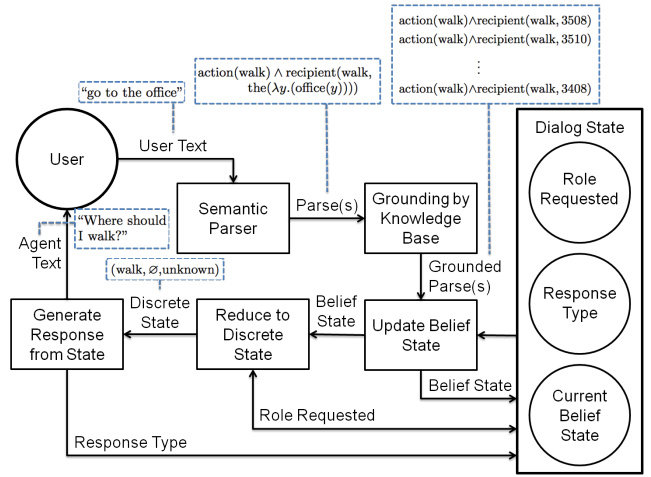 action(walk)∧recipient(walk, 3508)
action(walk)∧recipient(walk, 3510)
⋮
action(walk)∧recipient(walk, 3408)
action(walk) ∧ recipient(walk,
the(λy.(office(y))))
"go to the office"
Dialog State
User
User Text
Role
Requested
Semantic
Parser
Parse(s)
Grounding by
Knowledge
Base
"Where should
I walk?"
Agent
Text
(walk, ∅,unknown)
Grounded
Parse(s)
Response
Type
Generate
Response
from State
Discrete
State
Reduce to
Discrete
State
Belief
State
Update Belief
State
Belief State
Current
Belief
State
Role Requested
Response Type